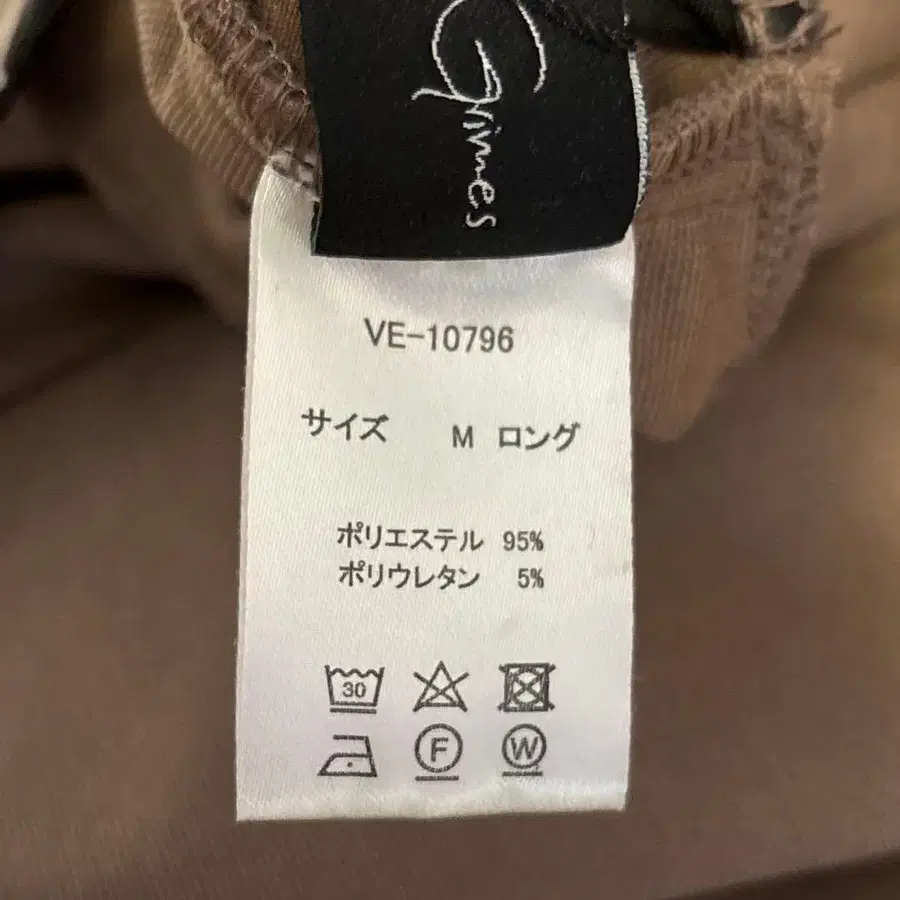 Grimes
VE-10796
サイズ M ロング
ポリエステル 95%
ポリウレタン 5%
30
F W